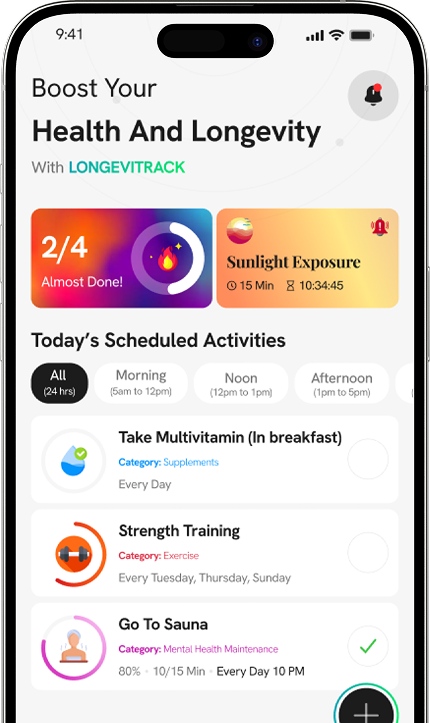 9:41
Boost Your
Health And Longevity
With LONGEVITRACK
2/4
Almost Done!
Sunlight Exposure
15 Min 10:34:45
Today's Scheduled Activities
All
(24 hrs)
Morning
(5am to 12pm)
Noon
(12pm to 1pm)
Afternoon
(1pm to 5pm)
Take Multivitamin (In breakfast)
Category: Supplements
Every Day
Strength Training
Category: Exercise
Every Tuesday, Thursday, Sunday
Go To Sauna
Category: Mental Health Maintenance
80% • 10/15 Min • Every Day 10 PM